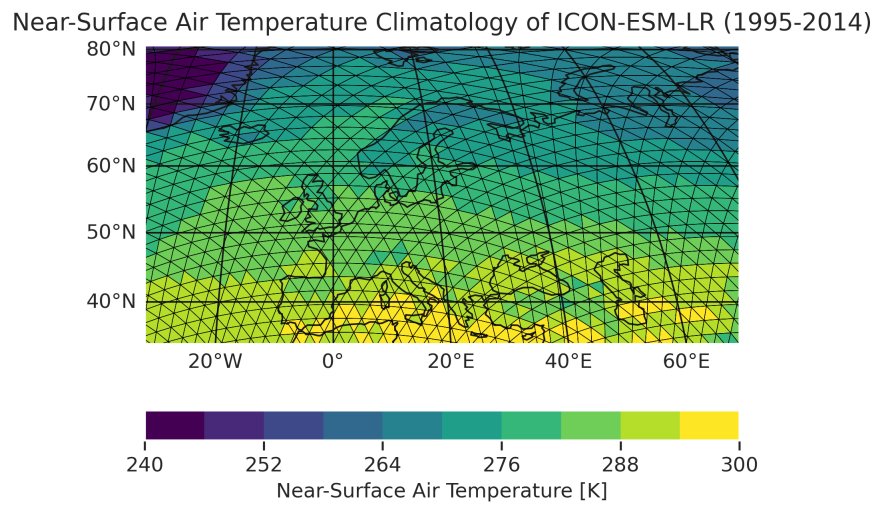 Near-Surface Air Temperature Climatology of ICON-ESM-LR (1995-2014)
80°N
70°N
60°N
50°N
40°N
20°W 0° 20°E 40°E 60°E
240 252 264 276 288 300
Near-Surface Air Temperature [K]